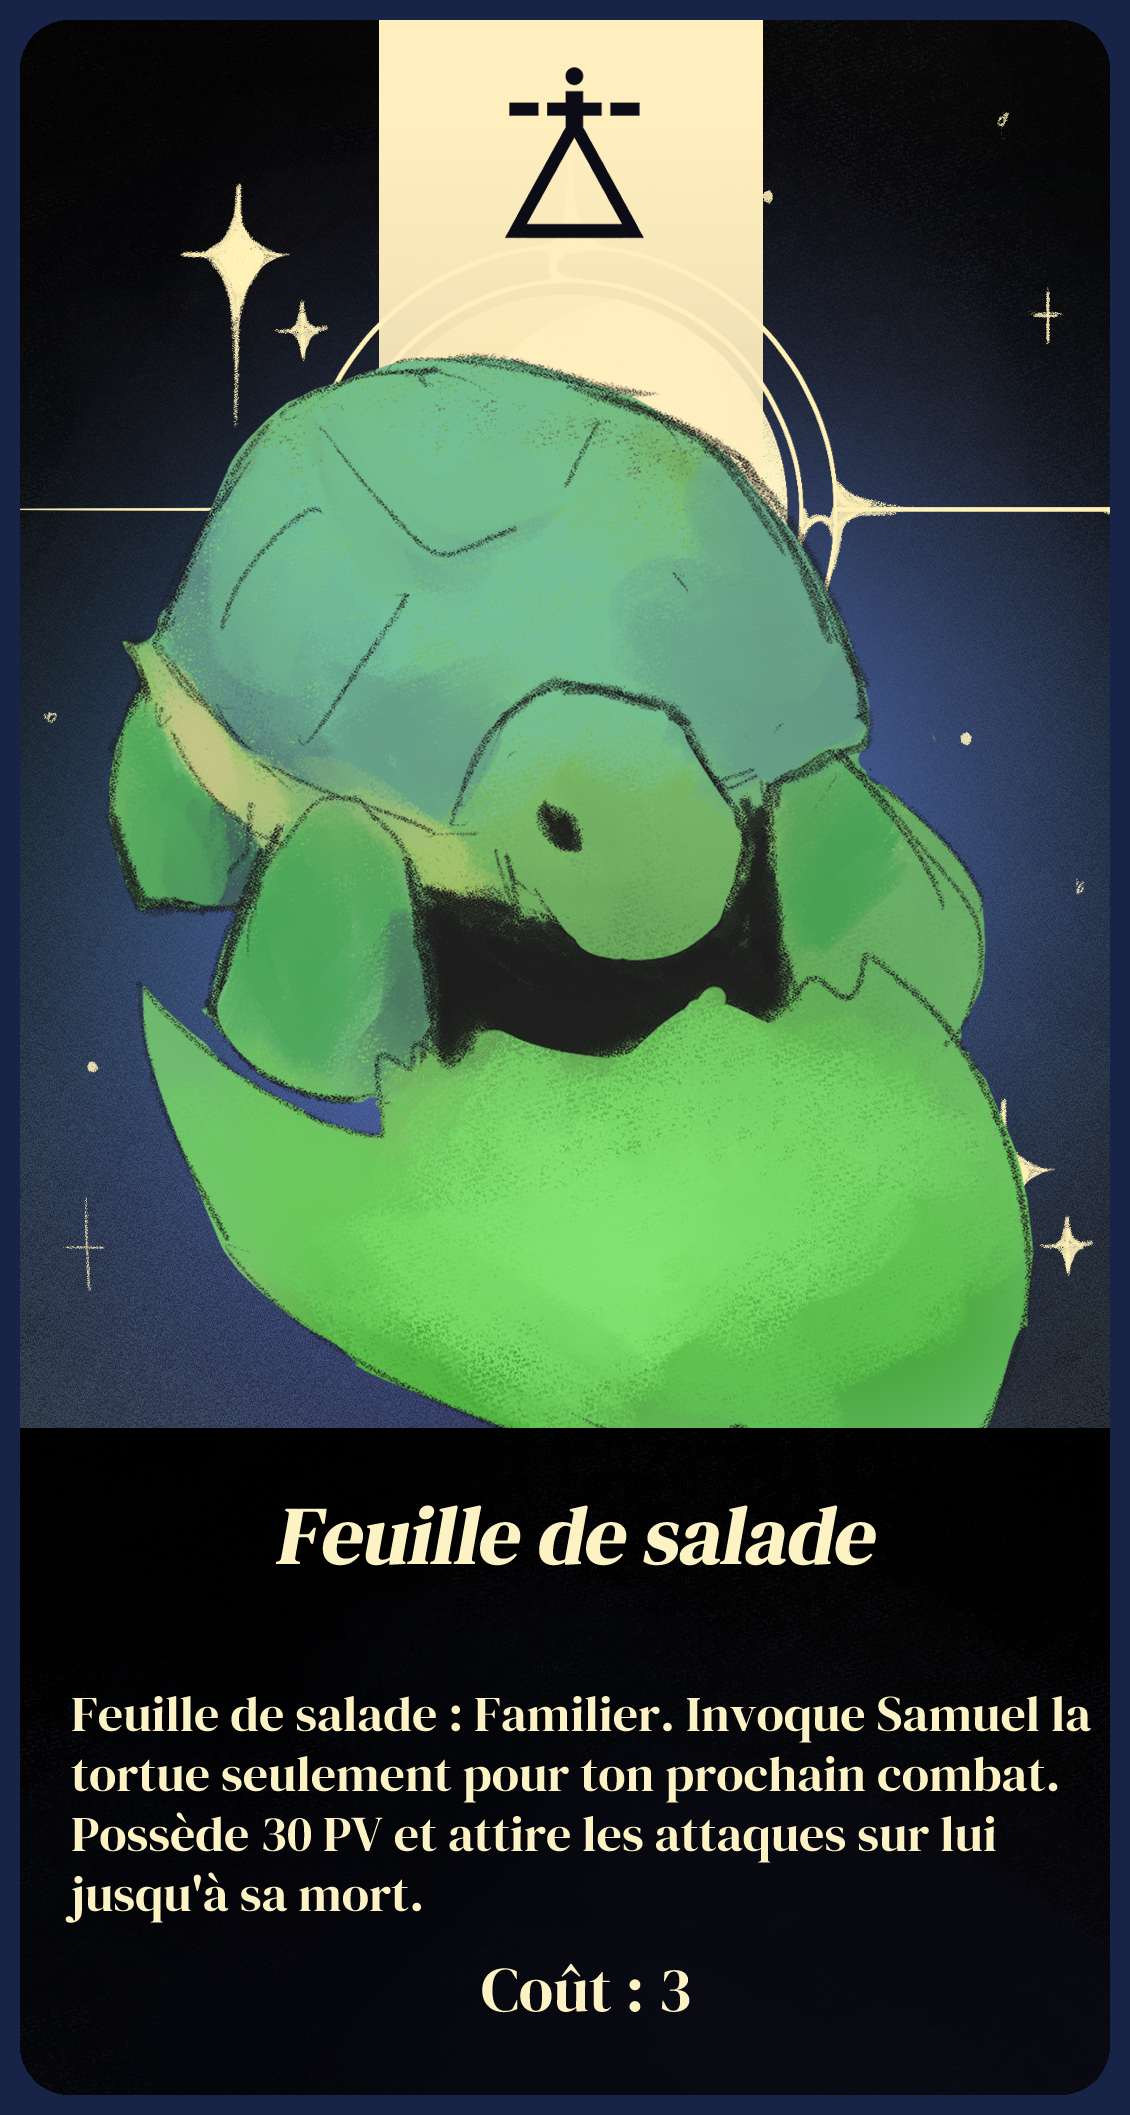 Feuille de salade
Feuille de salade : Familier. Invoque Samuel la
tortue seulement pour ton prochain combat.
Possède 30 PV et attire les attaques sur lui
jusqu'à sa mort.
Coût : 3